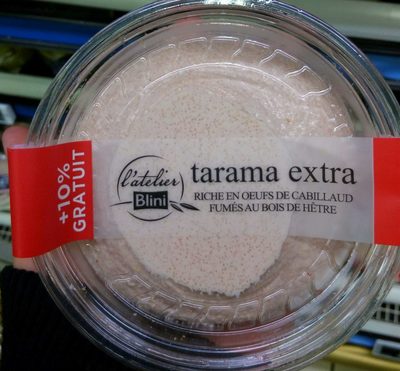 +10%
GRATUIT
l'atelier
Blini
tarama extra
RICHE EN OEUFS DE CABILLAUD
FUMÉS AU BOIS DE HÊTRE